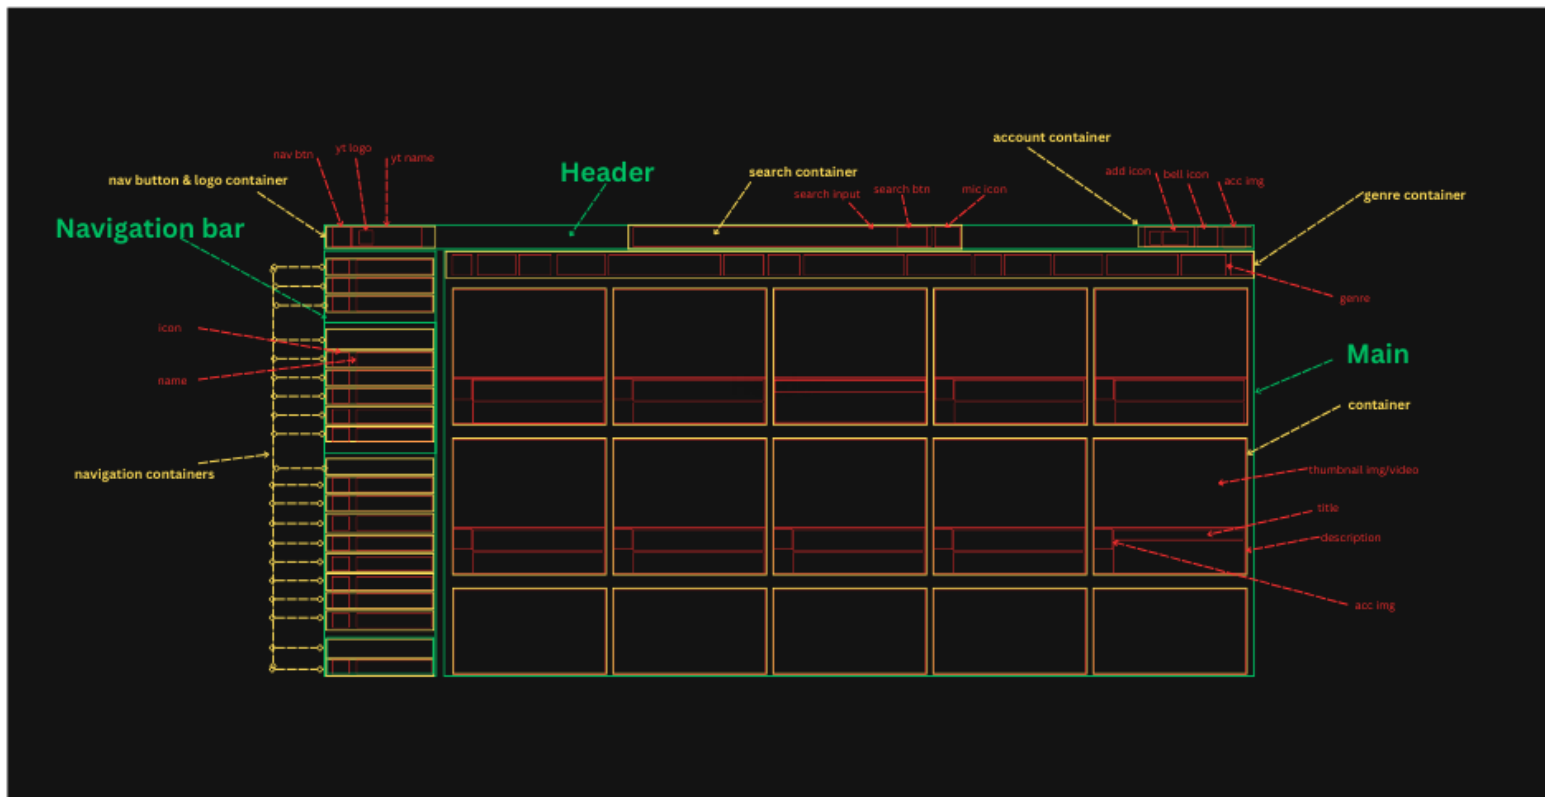 account container
nav btn
yt logo
yt name
Header
search container
add icon
bell icon
acc img
nav button & logo container
search input
search btn
mic icon
genre container
Navigation bar
genre
icon
Main
name
container
navigation containers
thumbnail img/video
title
description
acc img